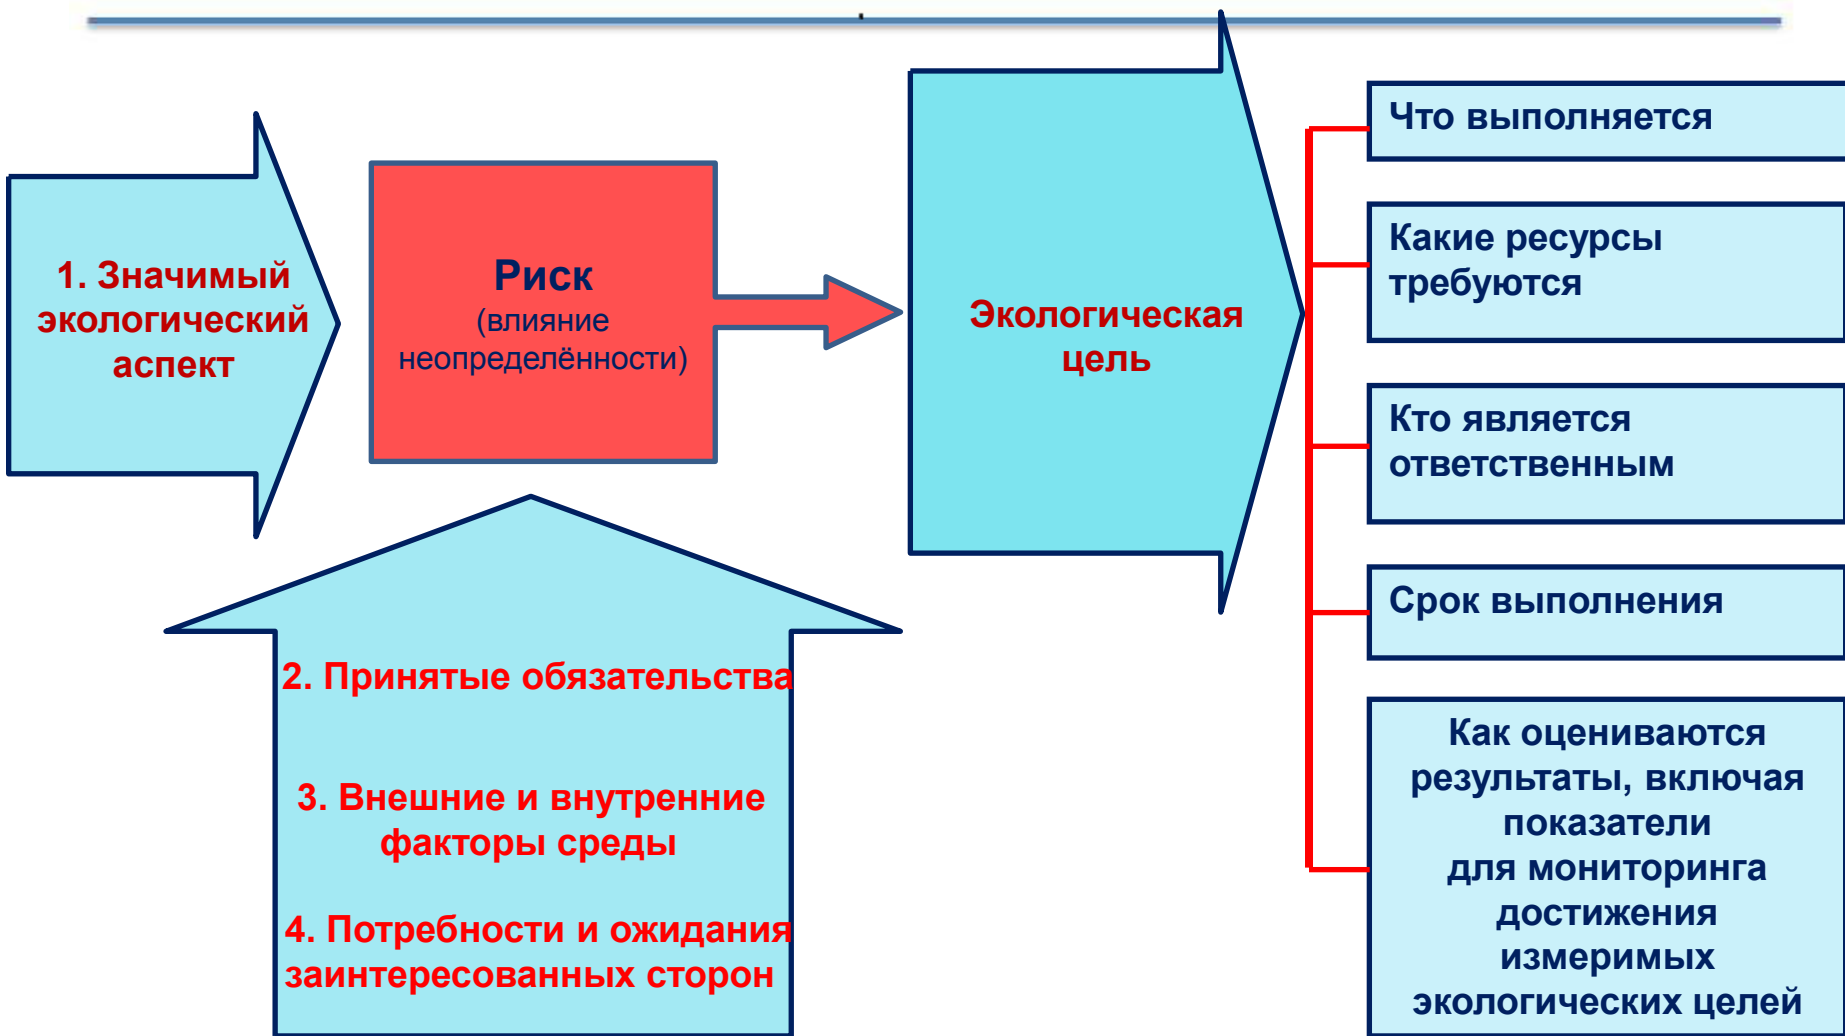 1. Значимый
экологический
аспект
Риск
(влияние
неопределённости)
2. Принятые обязательства
3. Внешние и внутренние
факторы среды
4. Потребности и ожидания
заинтересованных сторон
Экологическая
цель
Что выполняется
Какие ресурсы
требуются
Кто является
ответственным
Срок выполнения
Как оцениваются
результаты, включая
показатели
для мониторинга
достижения
измеримых
экологических целей